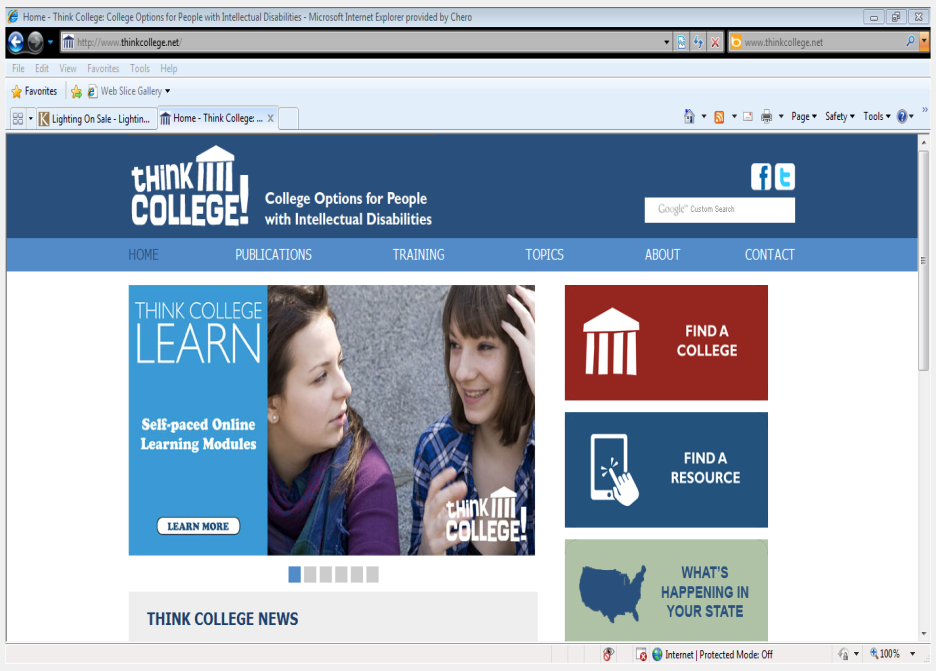 Home - Think College: College Options for People with Intellectual Disabilities - Microsoft Internet Explorer provided by Chero
http://www.thinkcollege.net/
www.thinkcollege.net
File Edit View Favorites Tools Help
Favorites Web Slice Gallery
Lighting On Sale - Lightin... Home - Think College: ... X
Page Safety Tools »
thinK
COLLEGE!
College Options for People
with Intellectual Disabilities
Google™ Custom Search
HOME PUBLICATIONS TRAINING TOPICS ABOUT CONTACT
THINK COLLEGE
LEARN
Self-paced Online
Learning Modules
LEARN MORE
thinK
COLLEGE!
FIND A
COLLEGE
FIND A
RESOURCE
WHAT'S
HAPPENING IN
YOUR STATE
THINK COLLEGE NEWS
Internet | Protected Mode: Off 100%